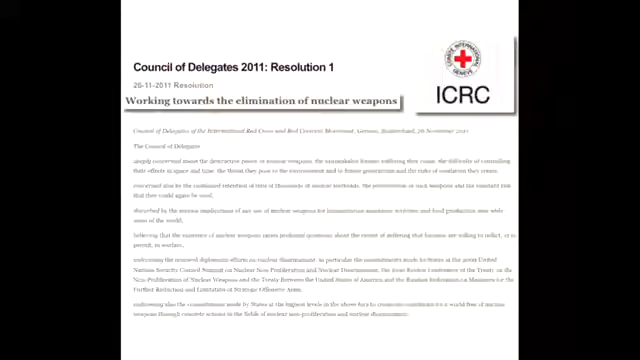 Council of Delegates 2011: Resolution 1
26-11-2011 Resolution
Working towards the elimination of nuclear weapons
COMITE INTERNATIONAL GENEVE
ICRC
Council of Delegates of the International Red Cross and Red Crescent Movement, Geneva, Switzerland, 26 November 2011
The Council of Delegates
deeply concerned about the destructive power of nuclear weapons, the unspeakable human suffering they cause, the difficulty of controlling
their effects in space and time, the threat they pose to the environment and to future generations and the risks of escalation they create,
concerned also by the continued retention of tens of thousands of nuclear warheads, the proliferation of such weapons and the constant risk
that they could again be used,
disturbed by the serious implications of any use of nuclear weapons for humanitarian assistance activities and food production over wide
areas of the world,
believing that the existence of nuclear weapons raises profound questions about the extent of suffering that humans are willing to inflict, or to
permit, in warfare,
welcoming the renewed diplomatic efforts on nuclear disarmament, in particular the commitments made by States at the 2009 United
Nations Security Council Summit on Nuclear Non-Proliferation and Nuclear Disarmament, the 2010 Review Conference of the Treaty on the
Non-Proliferation of Nuclear Weapons and the Treaty Between the United States of America and the Russian Federation on Measures for the
Further Reduction and Limitation of Strategic Offensive Arms,
welcoming also the commitments made by States at the highest levels in the above fora to create conditions for a world free of nuclear
weapons through concrete actions in the fields of nuclear non-proliferation and nuclear disarmament,